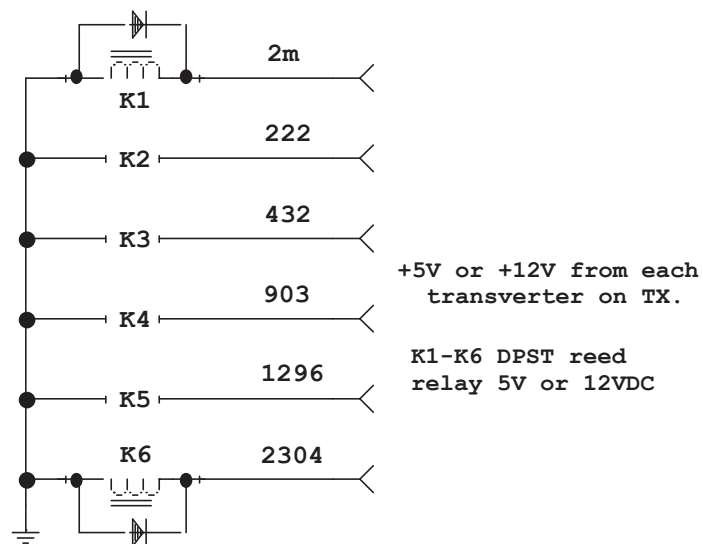 2m
K1
222
K2
432
K3
+5V or +12V from each
transverter on TX.
903
K4
K1-K6 DPST reed
relay 5V or 12VDC
1296
K5
K6
2304